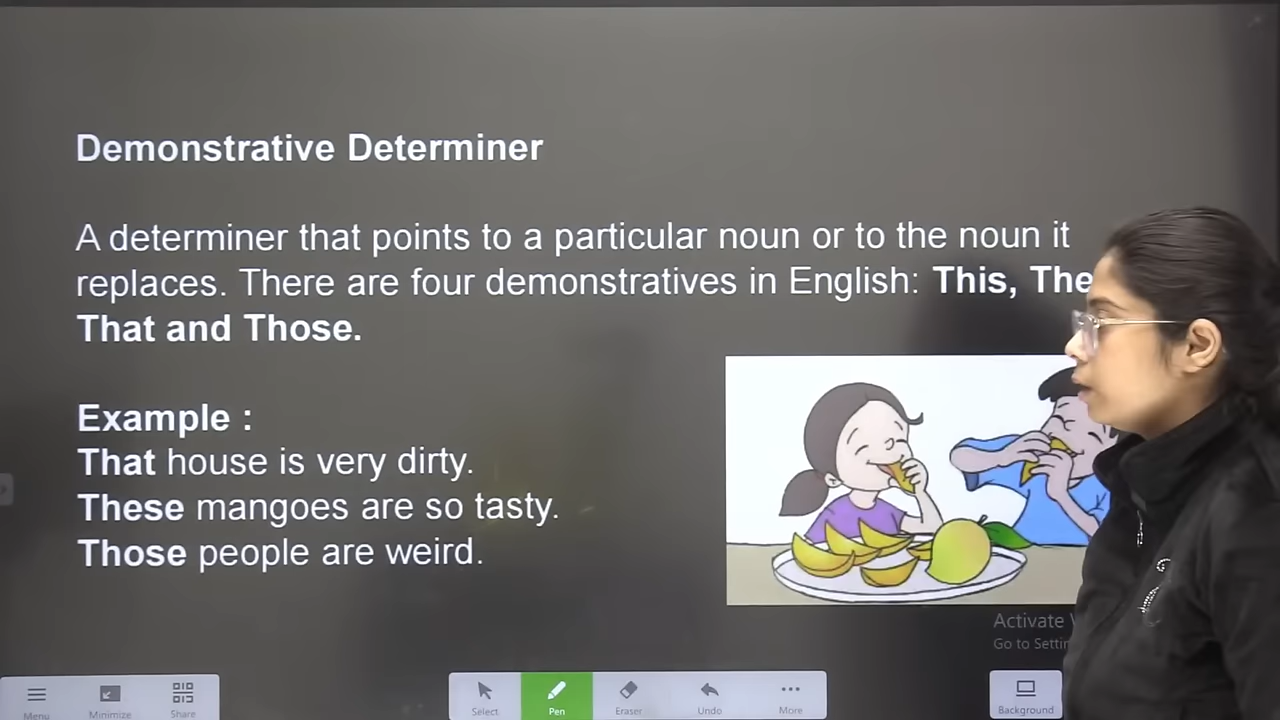 Demonstrative Determiner
A determiner that points to a particular noun or to the noun it
replaces. There are four demonstratives in English: This,
That and Those.
Example :
That house is very dirty.
These mangoes are so tasty.
Those people are weird.
Activate
Go to
Menu
Minimize
Share
Select
Pen
Eraser
Undo
More
Background